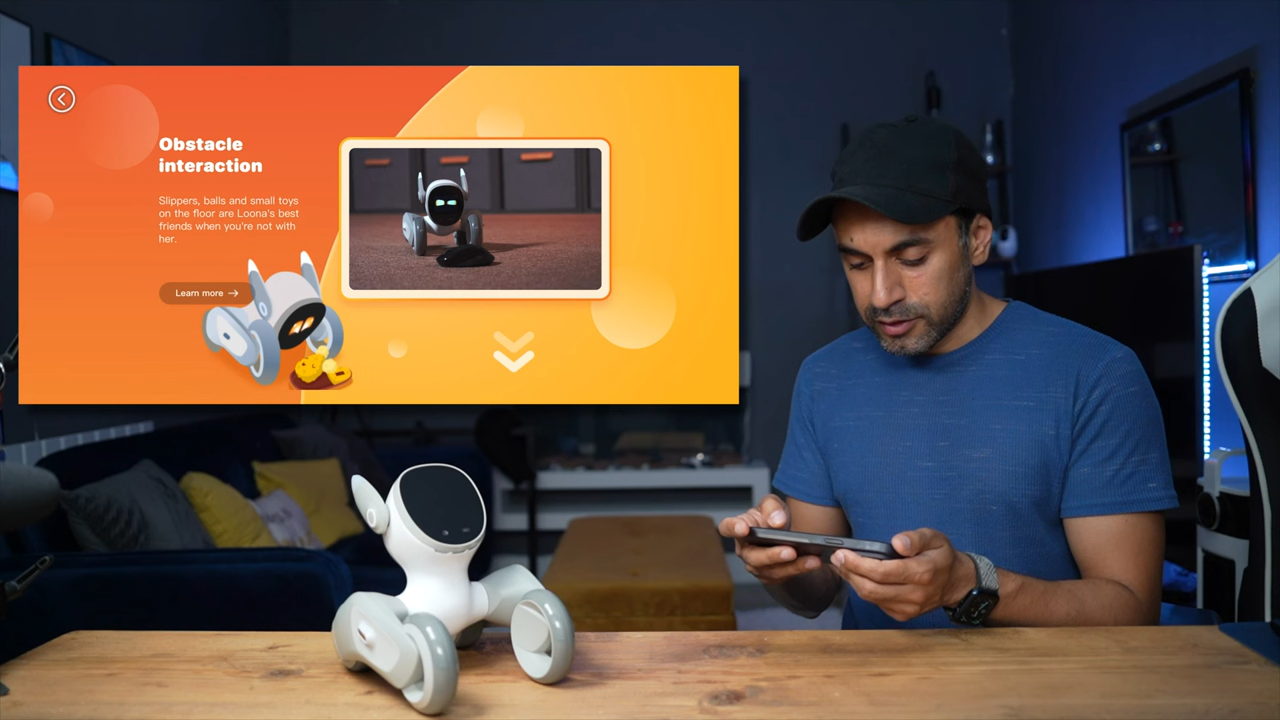 Obstacle
interaction
Slippers, balls and small toys
on the floor are Loona's best
friends when you're not with
her.
Learn more →